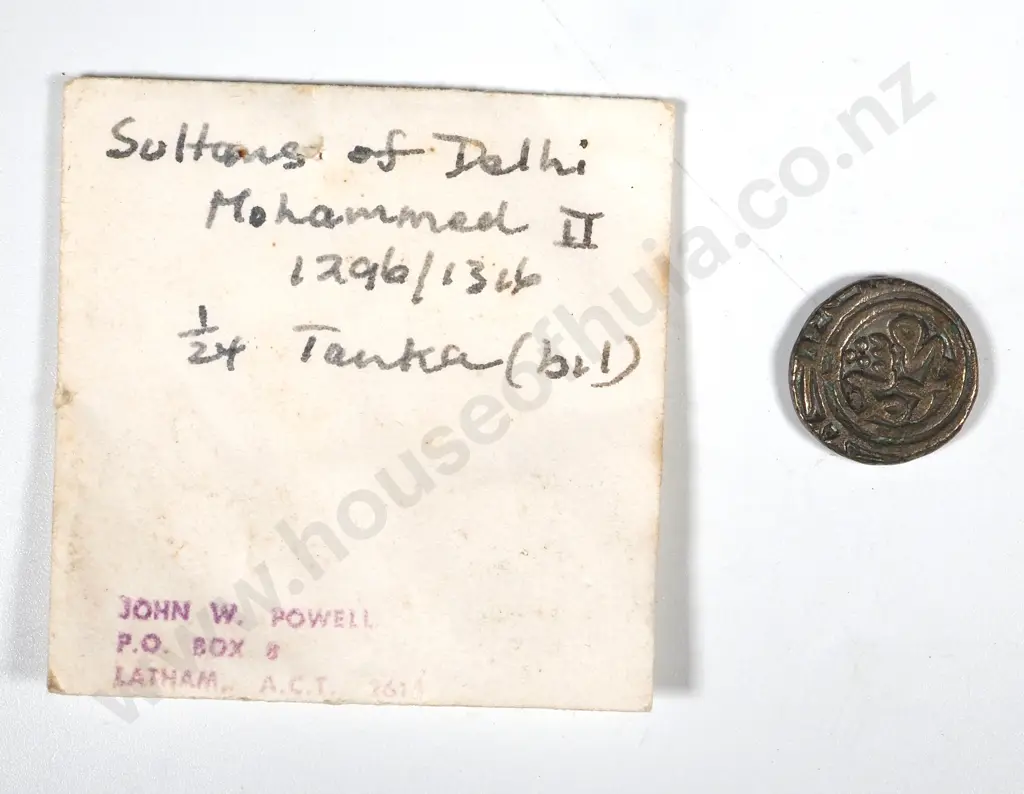 Sultans of Delhi
Mohammed II
1296/1316
1/24 Tanka (bil)
JOHN W. POWELL
P.O. BOX 8
LATHAM, A.C.T. 2614
www.houseofhuia.co.nz